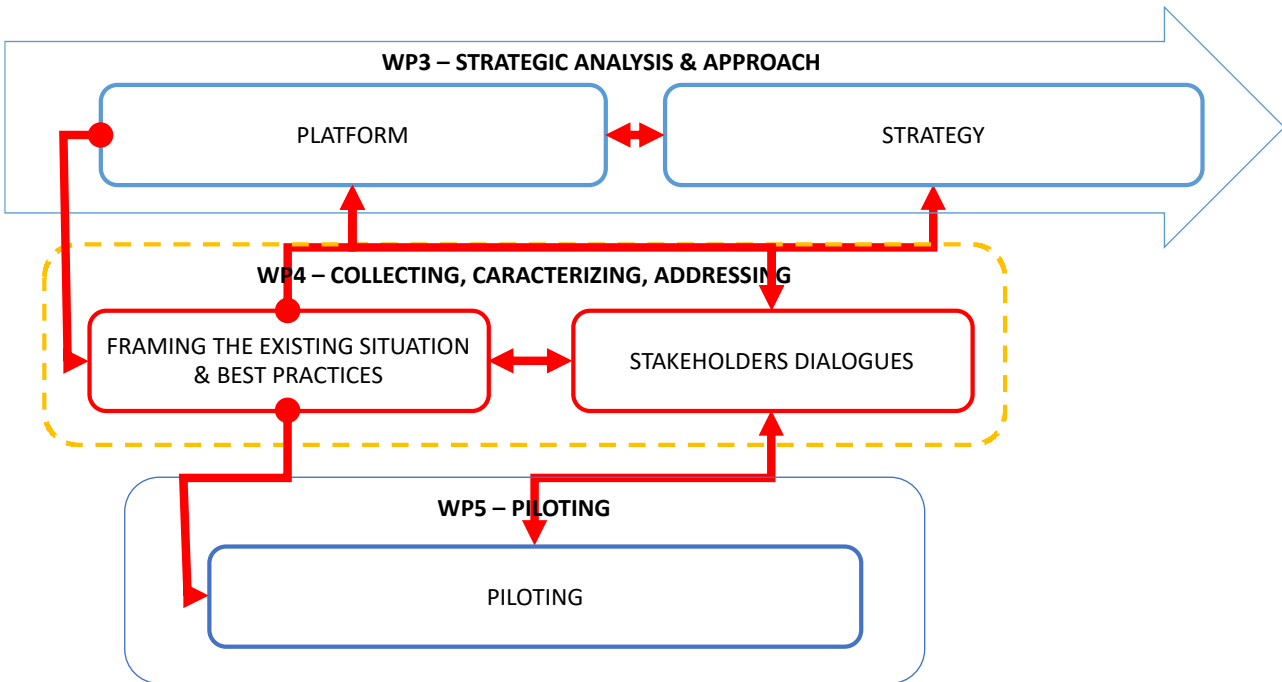 WP3 – STRATEGIC ANALYSIS & APPROACH
PLATFORM
STRATEGY
WP4 – COLLECTING, CARACTERIZING, ADDRESSING
FRAMING THE EXISTING SITUATION
& BEST PRACTICES
STAKEHOLDERS DIALOGUES
WP5 – PILOTING
PILOTING